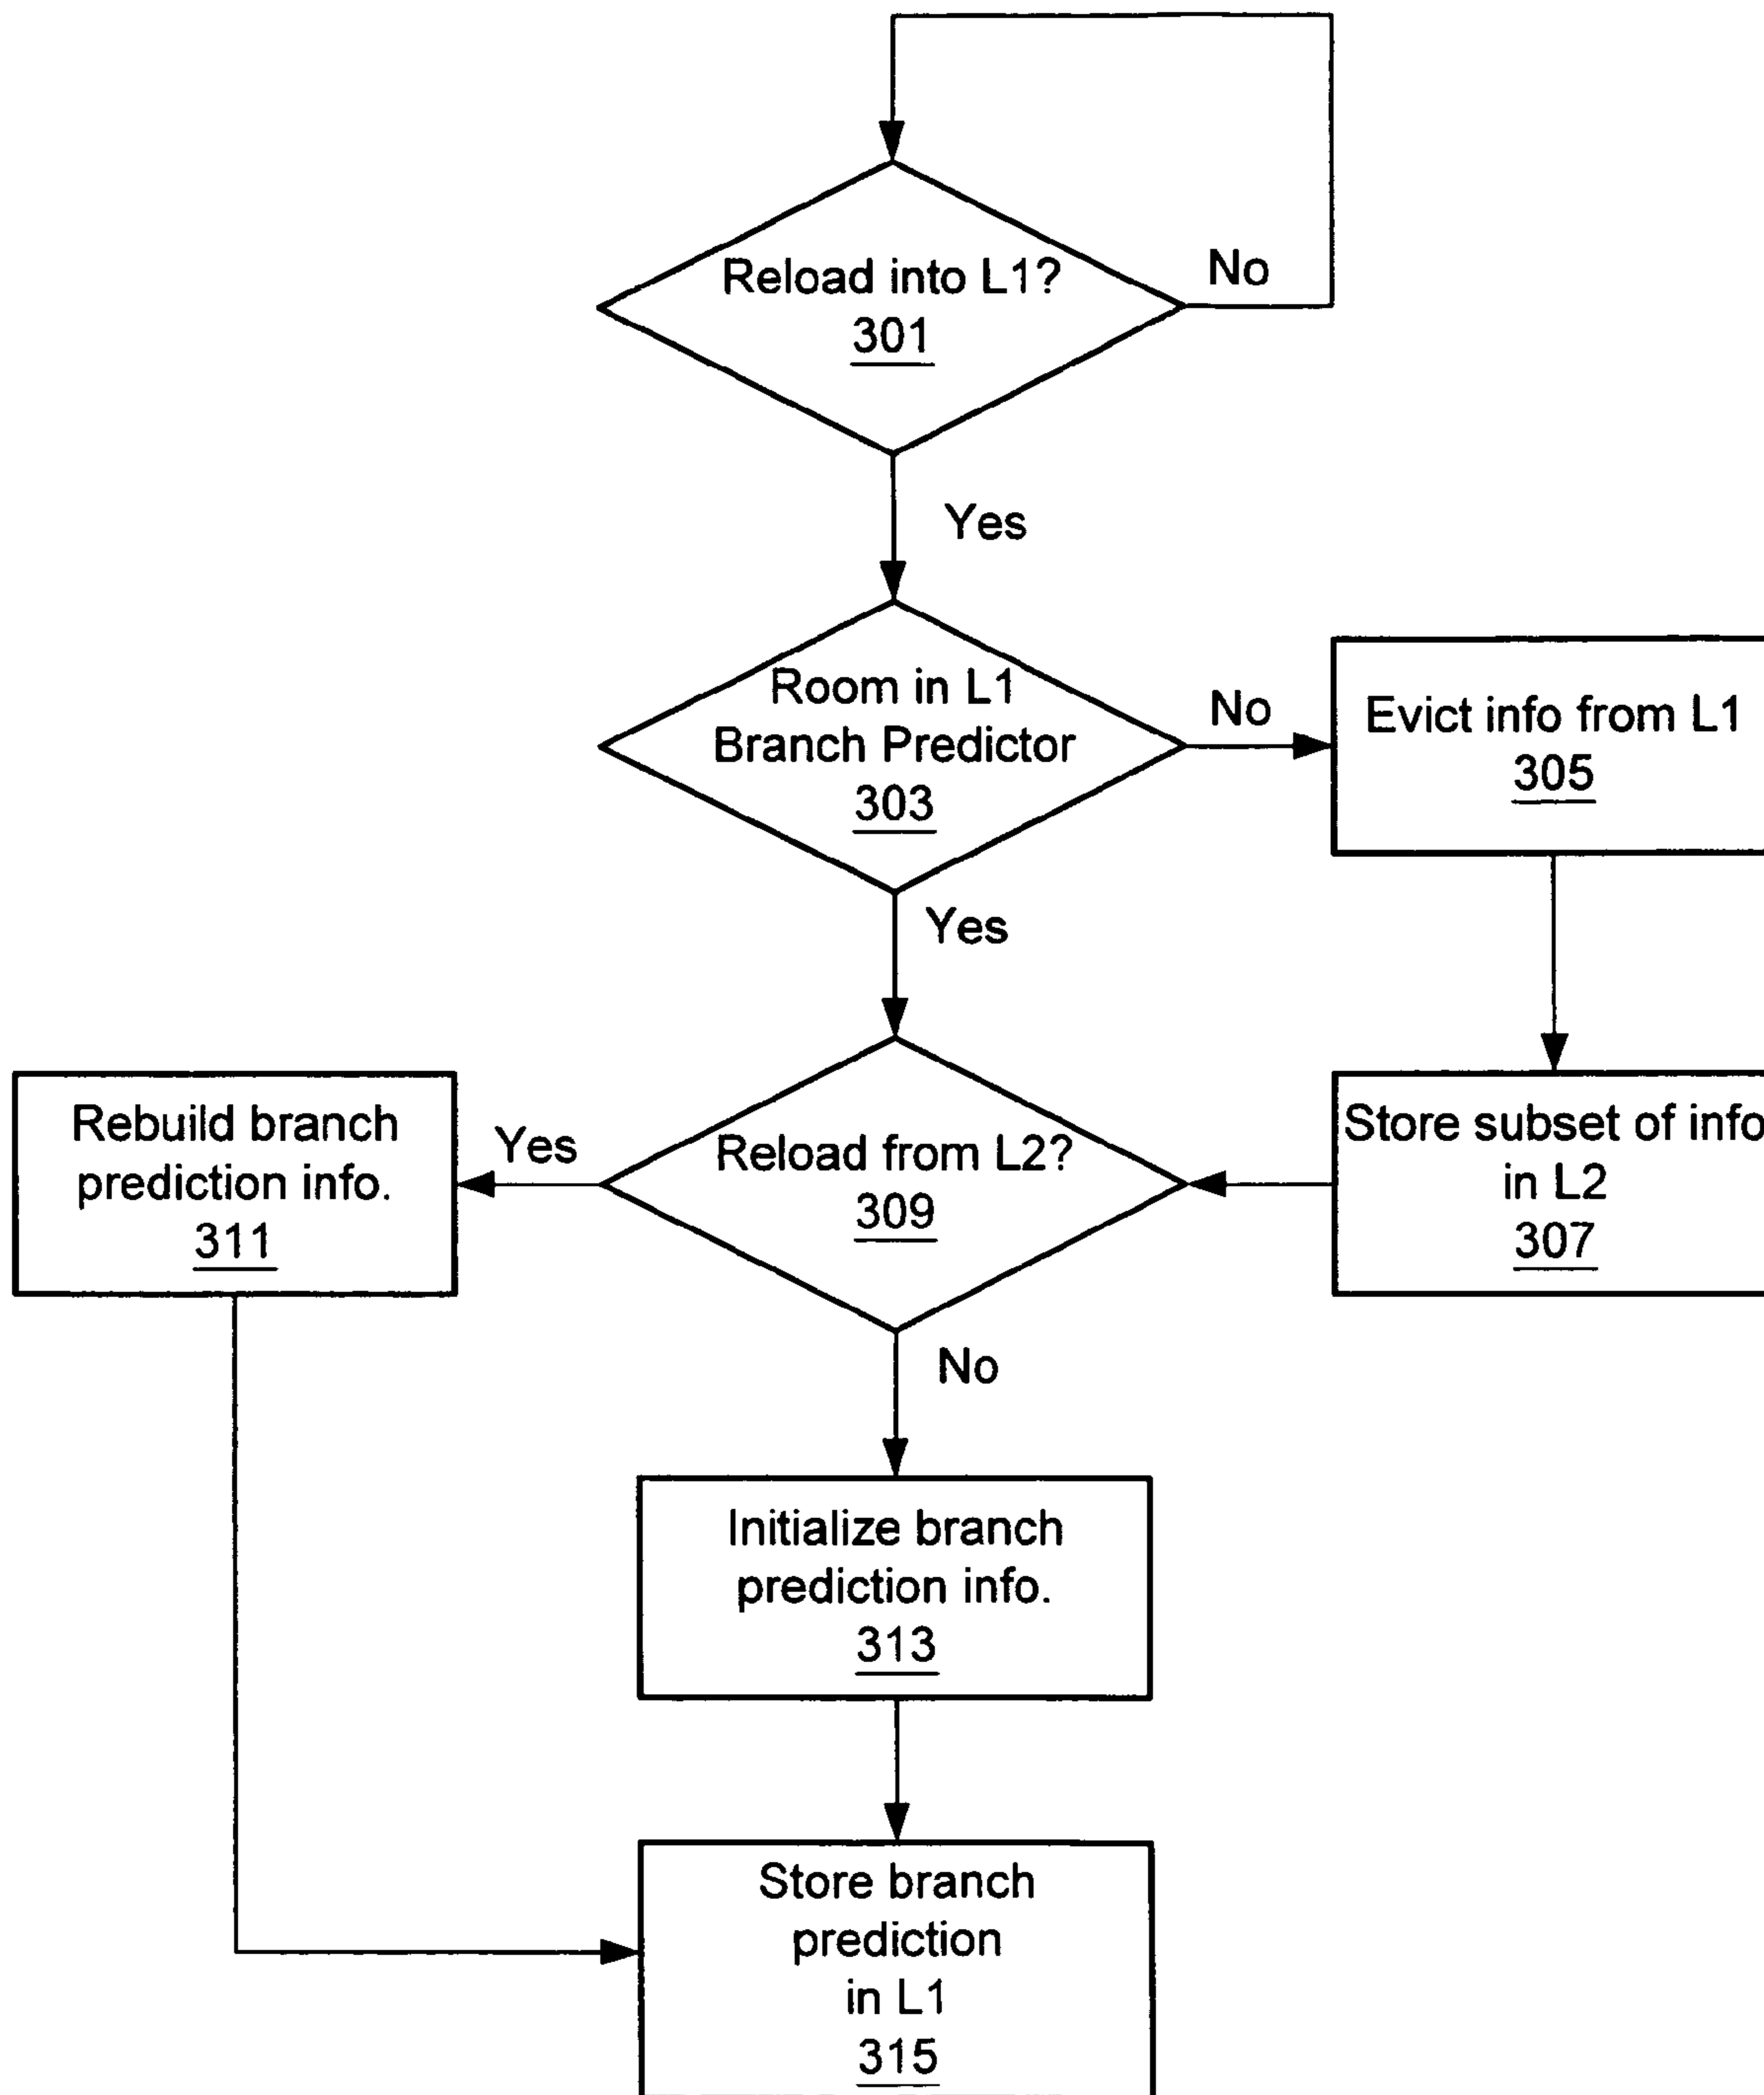 Reload into L1?
301
No
Yes
Room in L1
Branch Predictor
303
No
Evict info from L1
305
Yes
Rebuild branch
prediction info.
311
Yes
Reload from L2?
309
Store subset of info
in L2
307
No
Initialize branch
prediction info.
313
Store branch
prediction
in L1
315